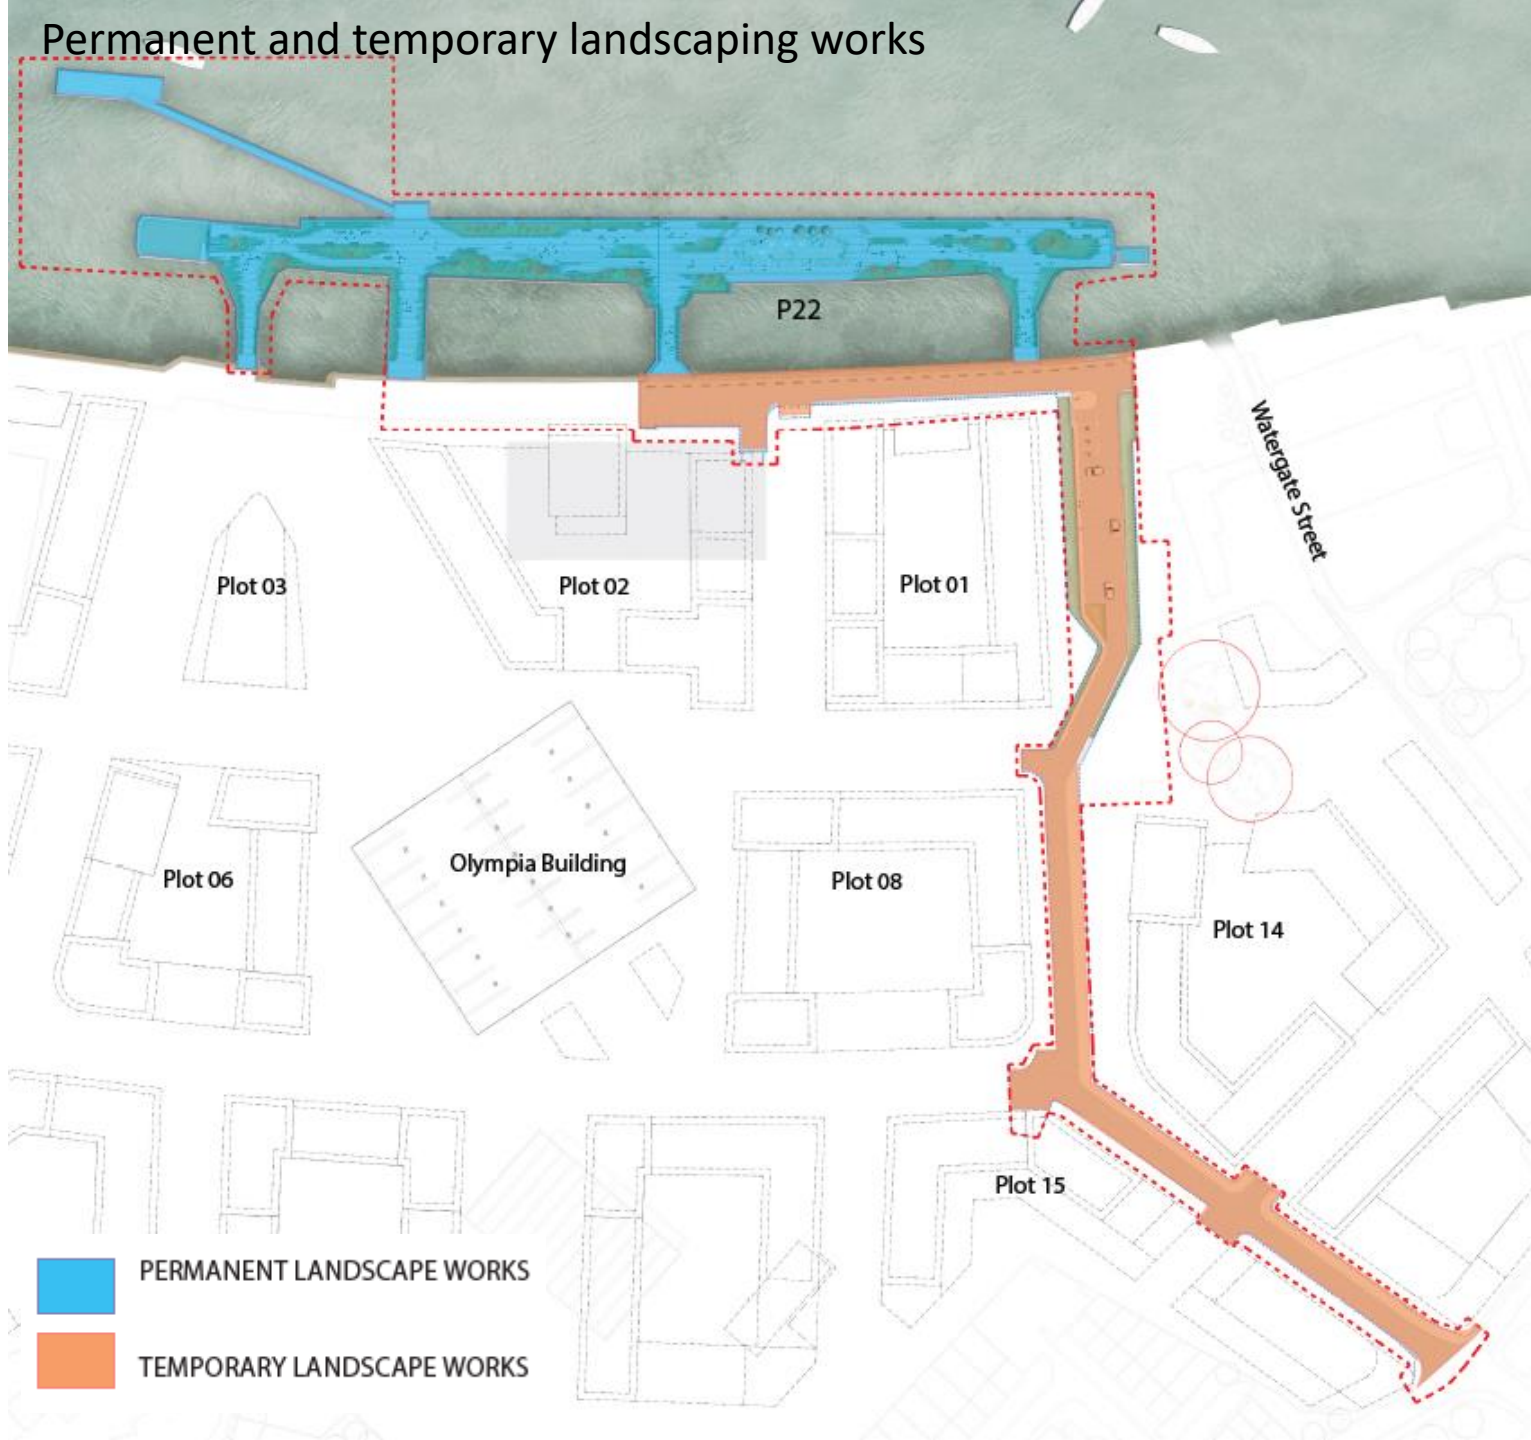 Permanent and temporary landscaping works
P22
Watergate Street
Plot 03
Plot 02
Plot 01
Olympia Building
Plot 06
Plot 08
Plot 14
Plot 15
PERMANENT LANDSCAPE WORKS
TEMPORARY LANDSCAPE WORKS